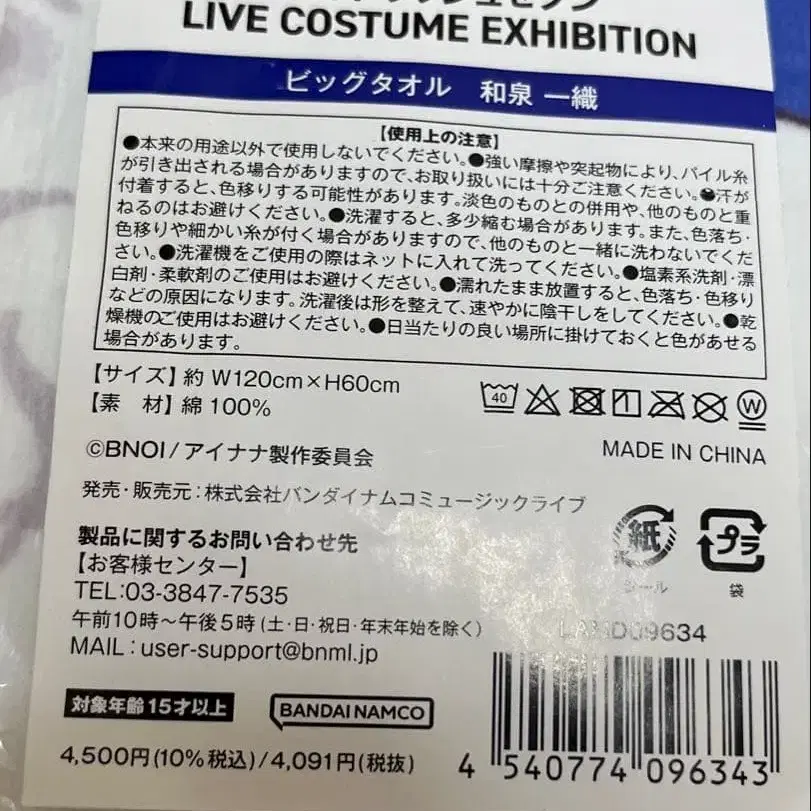 LIVE COSTUME EXHIBITION
ビッグタオル 和泉 一織
【使用上の注意】
●本来の用途以外で使用しないでください。●強い摩擦や突起物により、パイル糸
が引き出される場合がありますので、お取り扱いには十分ご注意ください。●汗が
付着すると、色移りする可能性があります。淡色のものとの併用や、他のものと重
ねるのはお避けください。●洗濯すると、多少縮む場合があります。また、色落ち・
色移りや細かい糸が付く場合がありますので、他のものと一緒に洗わないでくだ
さい。●洗濯機をご使用の際はネットに入れて洗ってください。●塩素系洗剤・漂
白剤・柔軟剤のご使用はお避けください。●濡れたまま放置すると、色落ち・色移り
などの原因になります。洗濯後は形を整えて、速やかに陰干しをしてください。●乾
燥機のご使用はお避けください。●日当たりの良い場所に掛けておくと色があせる
場合があります。
【サイズ】約 W120cm×H60cm
【素 材】綿 100%
40
W
©BNOI/アイナナ製作委員会
MADE IN CHINA
発売・販売元:株式会社バンダイナムコミュージックライブ
製品に関するお問い合わせ先
【お客様センター】
TEL:03-3847-7535
午前10時～午後5時(土・日・祝日・年末年始を除く)
MAIL:user-support@bnml.jp
紙
シール
プラ
袋
対象年齢15才以上
BANDAI NAMCO
4,500円(10%税込)/4,091円(税抜)
4 540774 096343